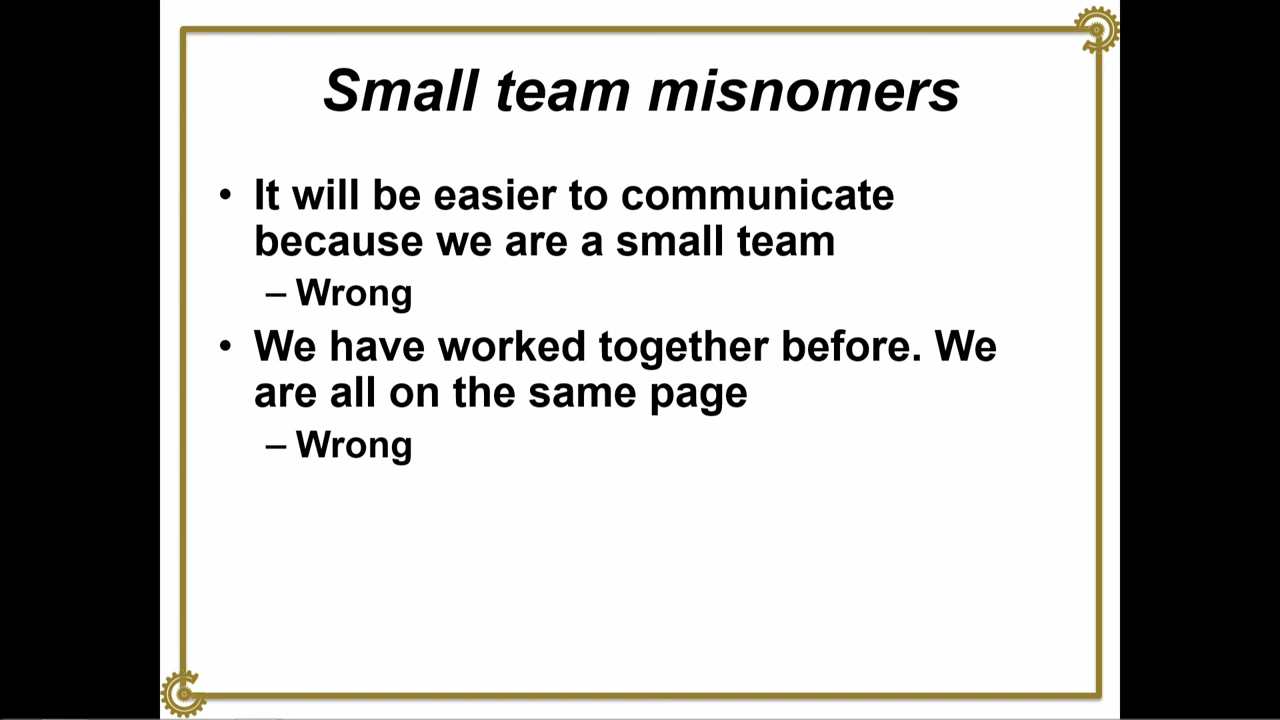 Small team misnomers
• It will be easier to communicate
because we are a small team
– Wrong
• We have worked together before. We
are all on the same page
– Wrong